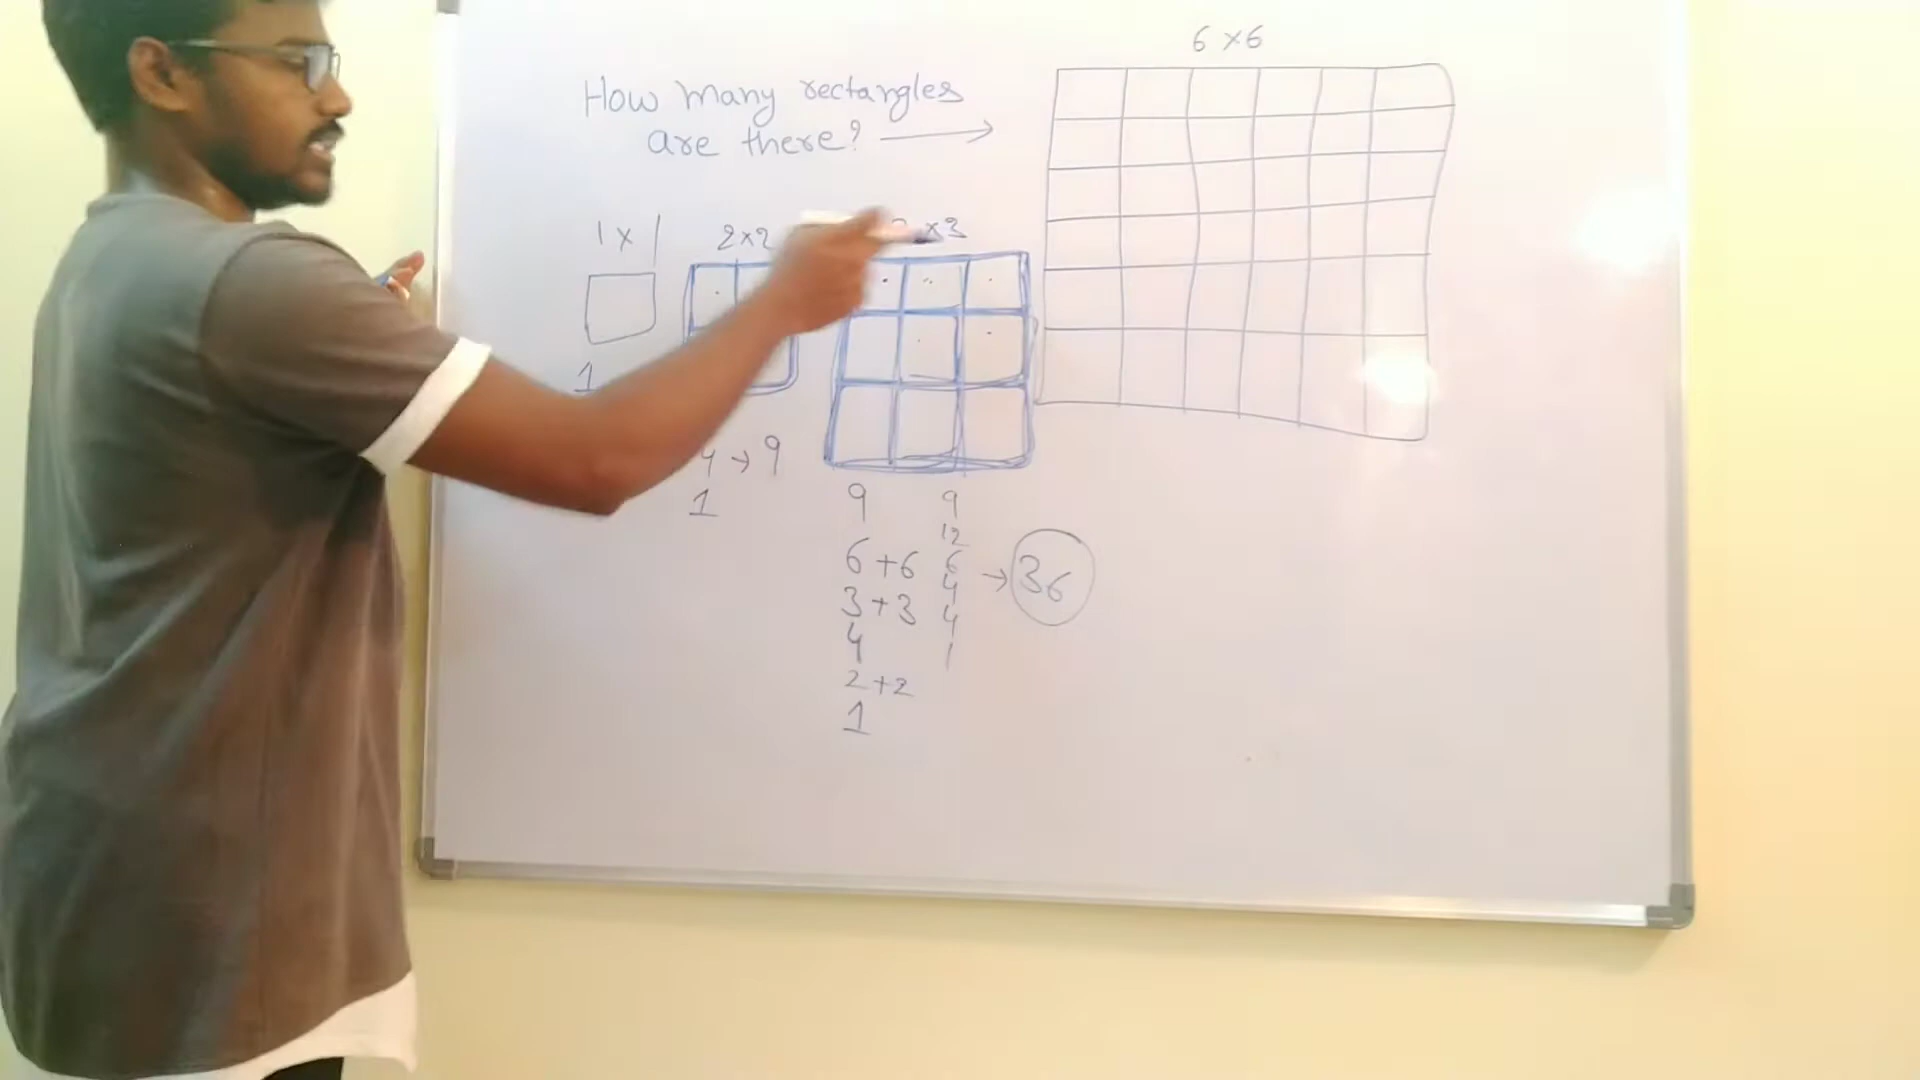 How many rectangles
are there? →
6 × 6
1 × 1
2×2
×3
1
4 → 9
1
9
6 + 6
3 + 3
4
2 + 2
1
9
12
6
4
4
1
→ 36